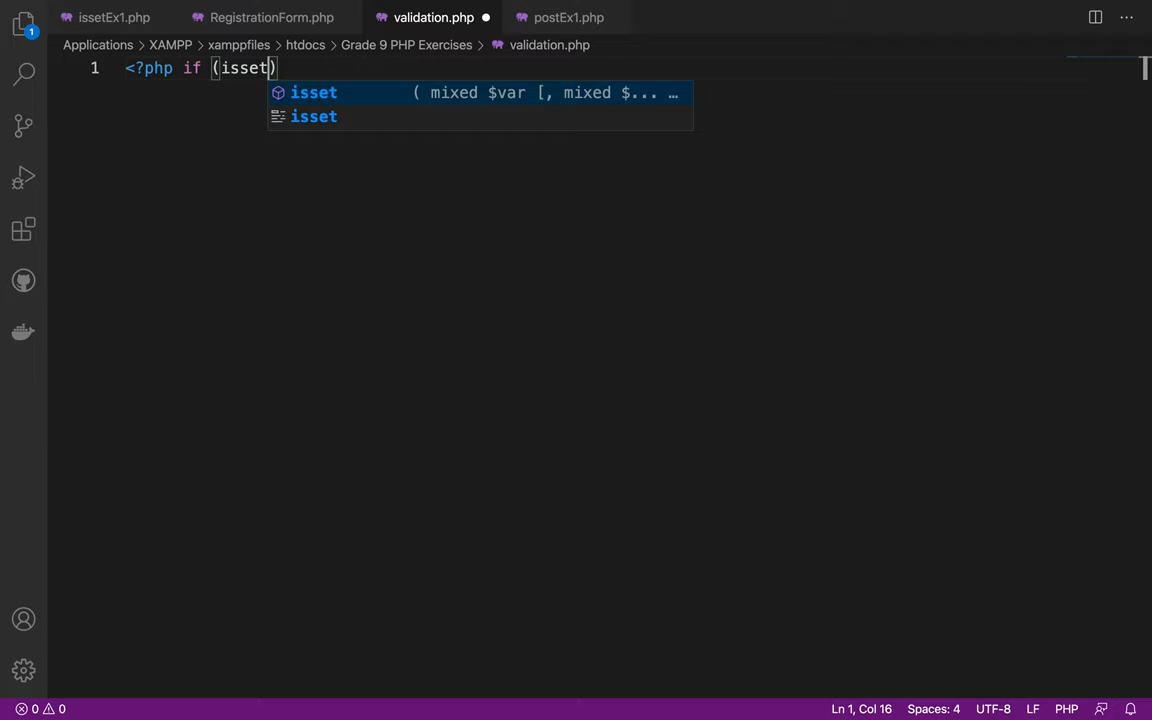 issetEx1.php RegistrationForm.php validation.php postEx1.php
Applications > XAMPP > xamppfiles > htdocs > Grade 9 PHP Exercises > validation.php
1 <?php if (isset)
isset ( mixed $var [, mixed $... …
isset
1
0 0 Ln 1, Col 16 Spaces: 4 UTF-8 LF PHP